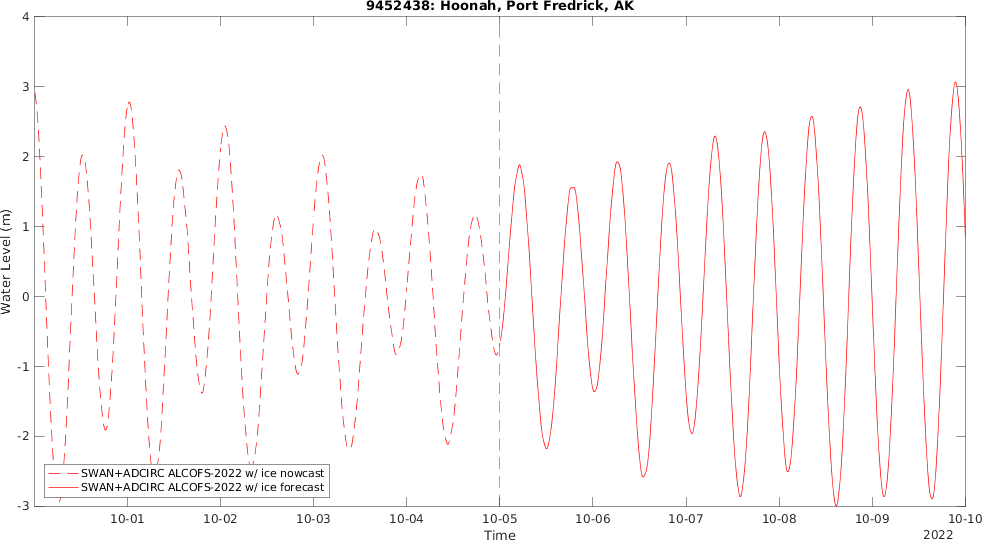 9452438: Hoonah, Port Fredrick, AK
4
3
2
1
0
-1
-2
-3
Water Level (m)
SWAN+ADCIRC ALCOFS-2022 w/ ice nowcast
SWAN+ADCIRC ALCOFS-2022 w/ ice forecast
10-01 10-02 10-03 10-04 10-05 10-06 10-07 10-08 10-09 10-10
Time
2022